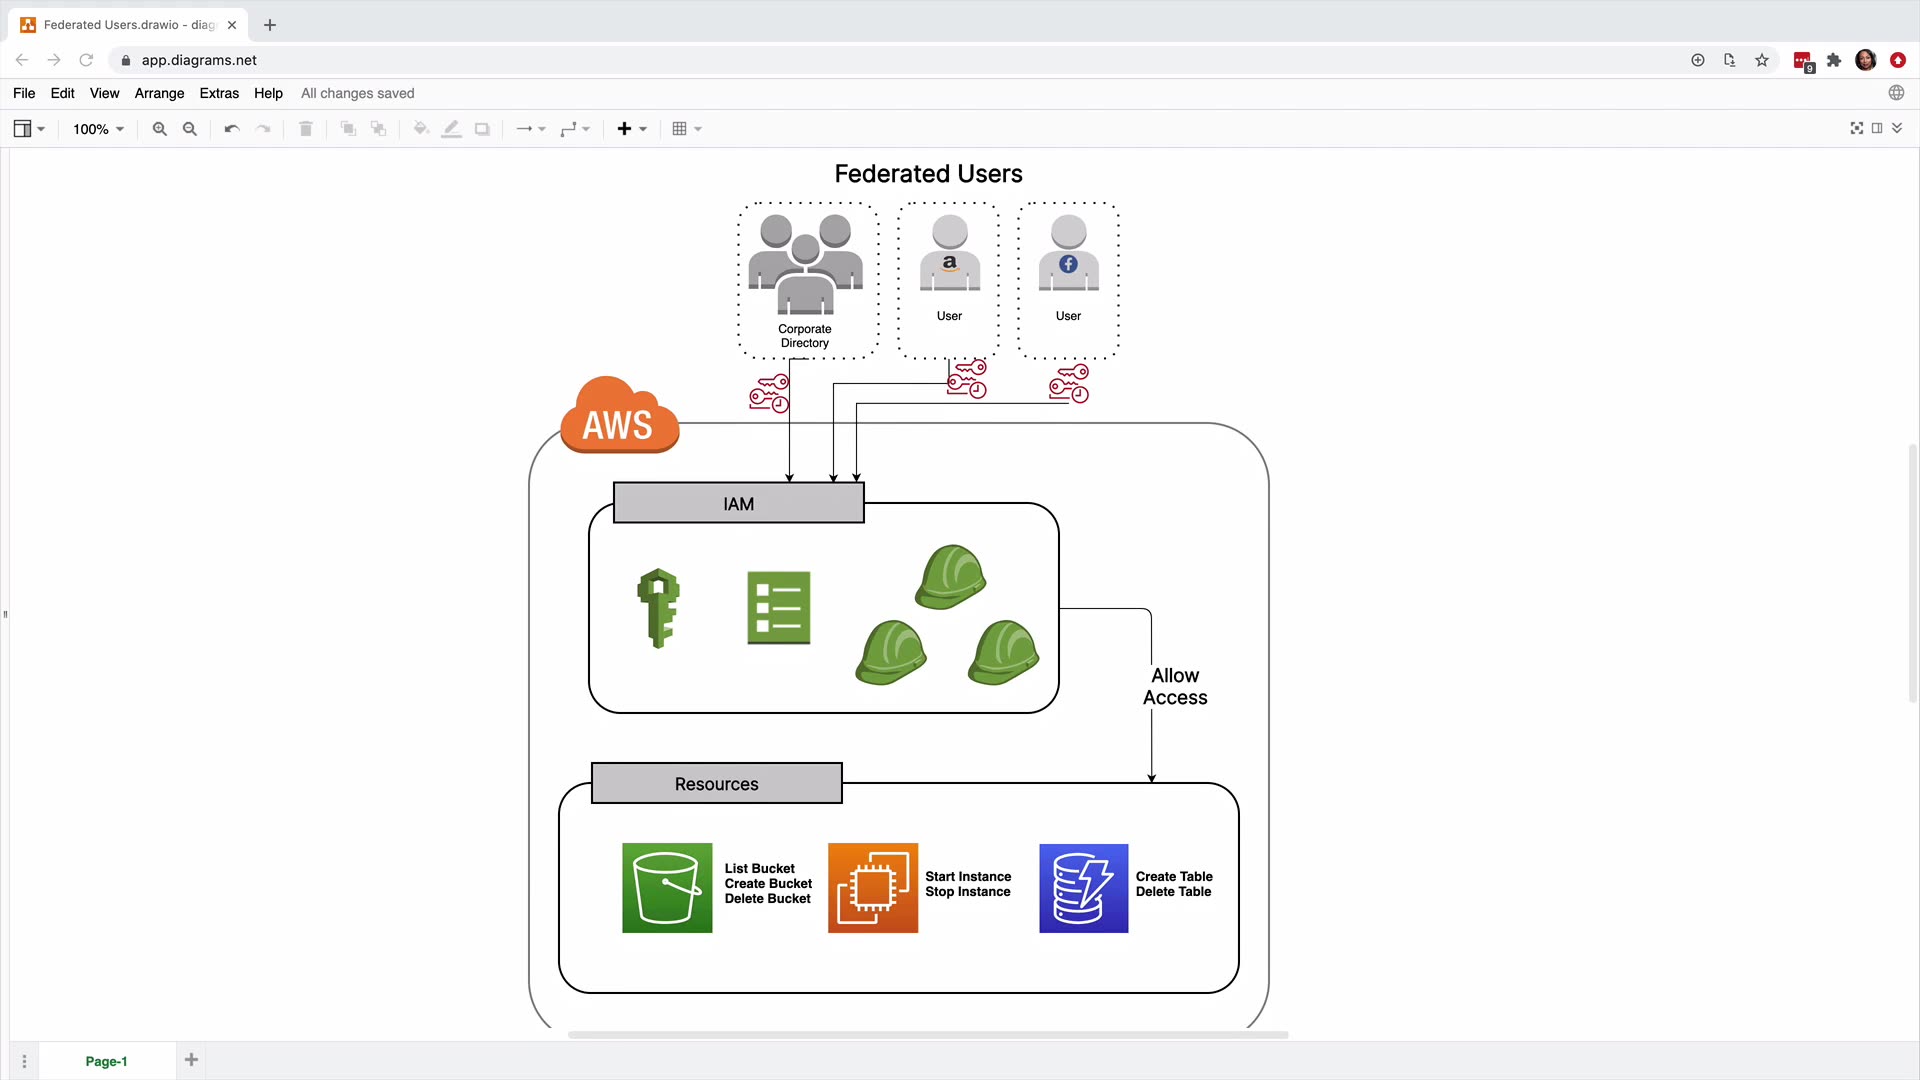 Federated Users.drawio - diag
app.diagrams.net
9
File Edit View Arrange Extras Help All changes saved
100%
Federated Users
a
f
Corporate
Directory
User
User
AWS
IAM
Allow
Access
Resources
List Bucket
Create Bucket
Delete Bucket
Start Instance
Stop Instance
Create Table
Delete Table
Page-1